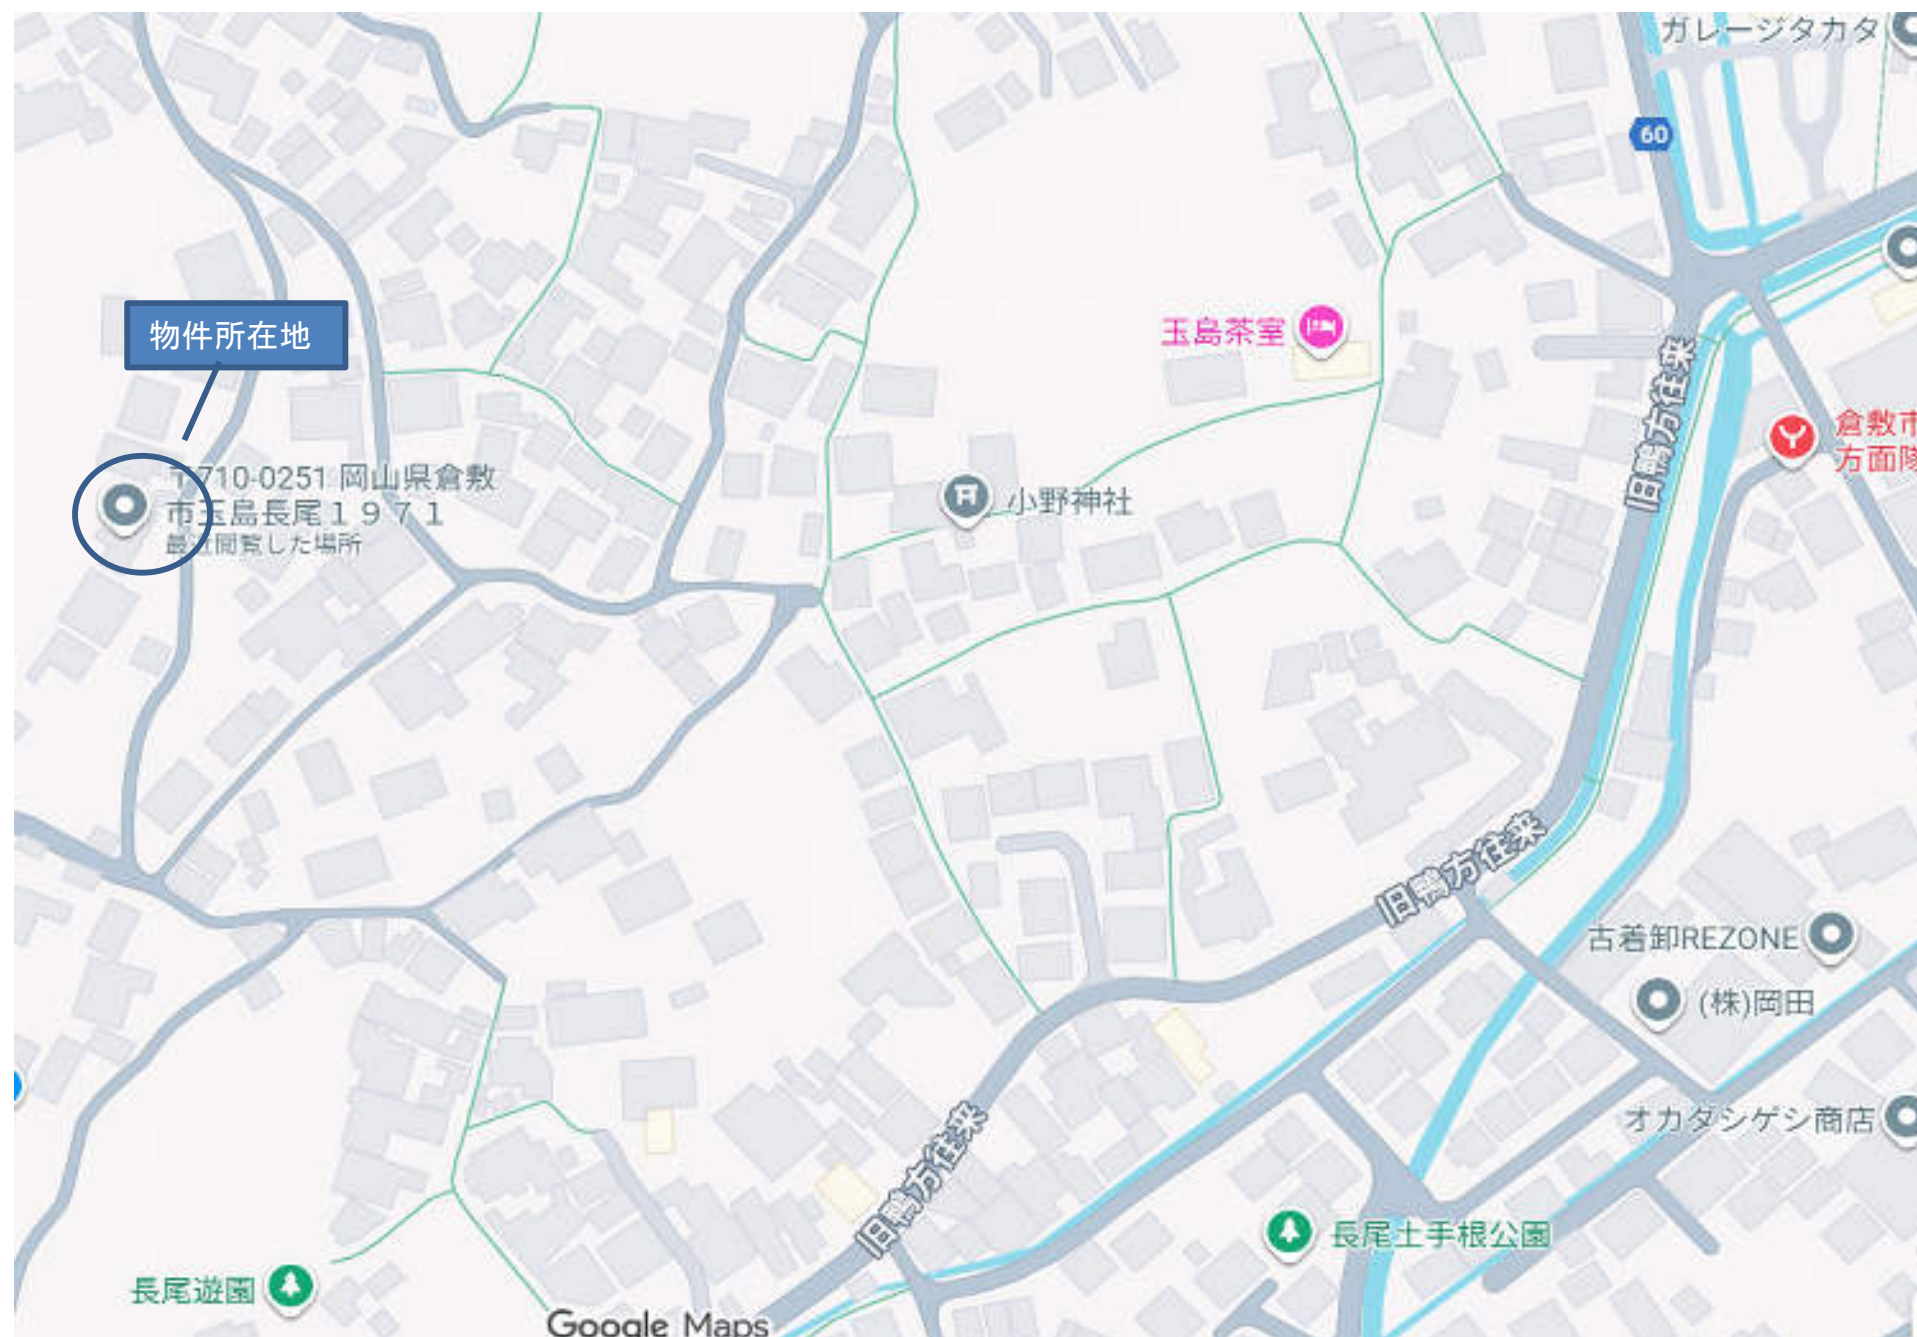 ガレージタカタ
60
物件所在地
玉島茶室
旧鴨方往来
倉敷市
方面隊
〒710-0251 岡山県倉敷
市玉島長尾1971
最近閲覧した場所
小野神社
旧鴨方往来
古着卸REZONE
(株)岡田
旧鴨方往来
オカダシゲシ商店
長尾土手根公園
長尾遊園
Google Maps